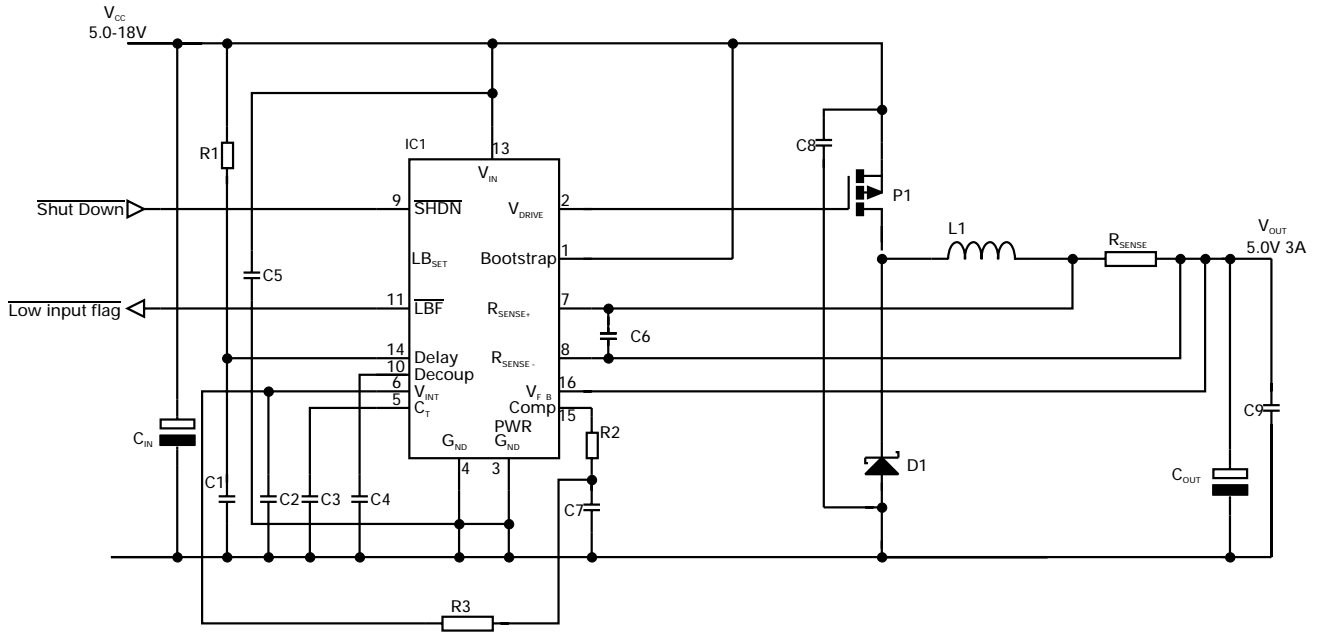 VCC
5.0-18V
IC1
R1
13
VIN
C8
Shut Down
9
SHDN
VDRIVE
2
P1
L1
RSENSE
VOUT
5.0V 3A
LBSET
Bootstrap
1
C5
Low input flag
11
LBF
RSENSE+
7
C6
14
Delay
RSENSE -
8
10
Decoup
6
VINT
VF B
16
5
CT
Comp
15
C9
PWR
GND
GND
R2
CIN
4
3
D1
COUT
C1
C2
C3
C4
C7
R3